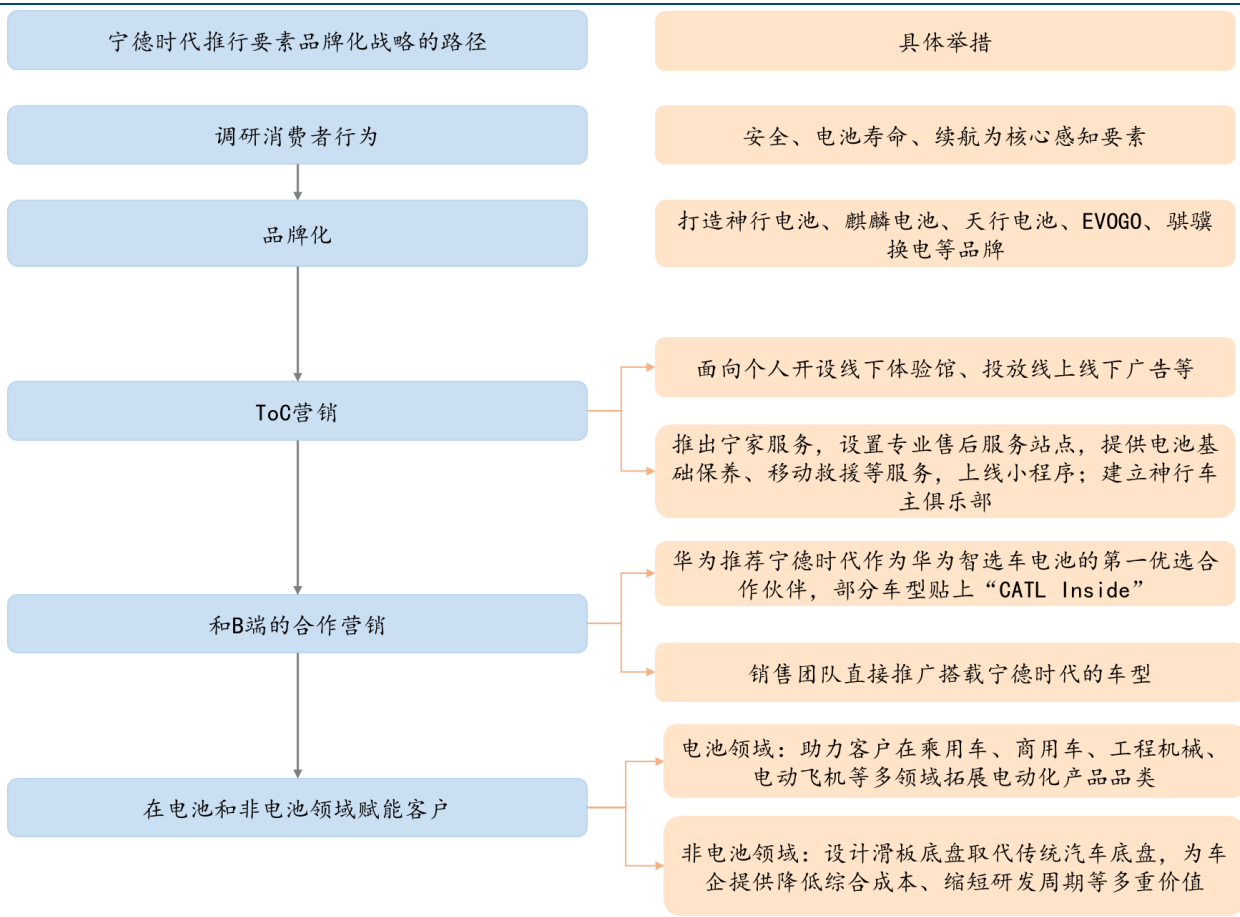 宁德时代推行要素品牌化战略的路径
具体举措
调研消费者行为
安全、电池寿命、续航为核心感知要素
品牌化
打造神行电池、麒麟电池、天行电池、EVOGO、骐骥
换电等品牌
ToC营销
面向个人开设线下体验馆、投放线上线下广告等
推出宁家服务，设置专业售后服务站点，提供电池基
础保养、移动救援等服务，上线小程序；建立神行车
主俱乐部
和B端的合作营销
华为推荐宁德时代作为华为智选车电池的第一优选合
作伙伴，部分车型贴上“CATL Inside”
销售团队直接推广搭载宁德时代的车型
在电池和非电池领域赋能客户
电池领域：助力客户在乘用车、商用车、工程机械、
电动飞机等多领域拓展电动化产品品类
非电池领域：设计滑板底盘取代传统汽车底盘，为车
企提供降低综合成本、缩短研发周期等多重价值